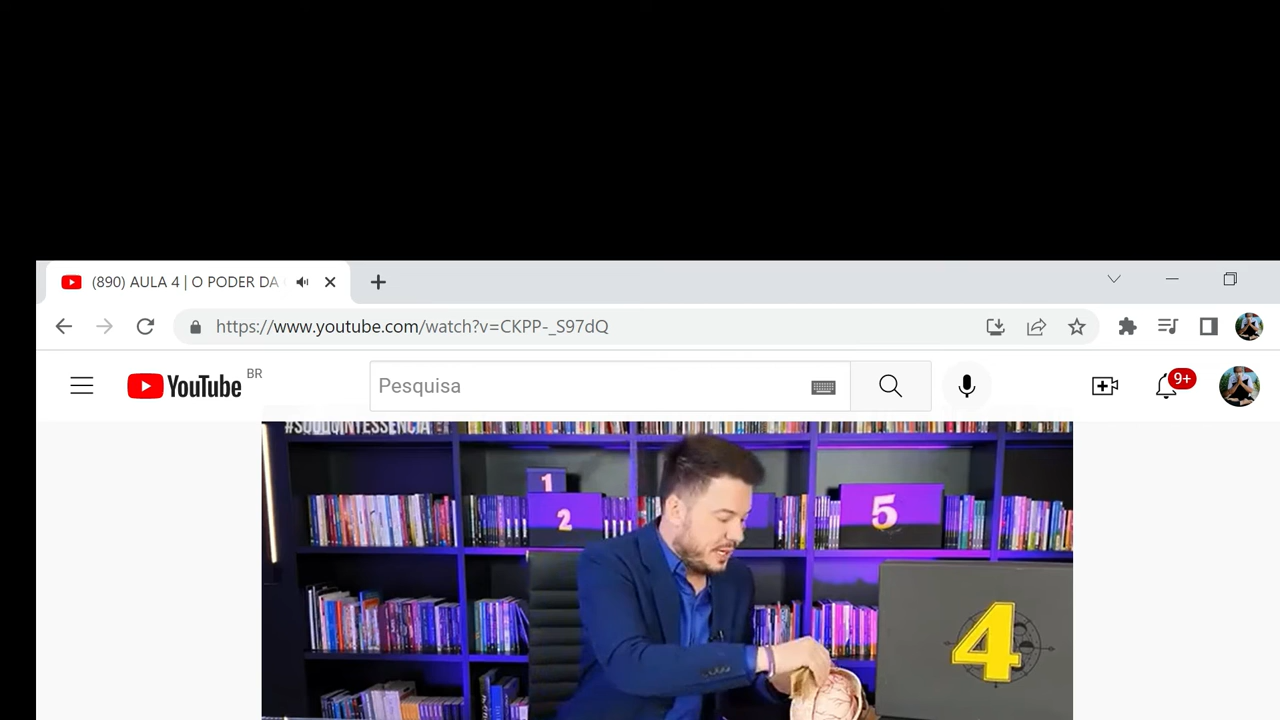 (890) AULA 4 | O PODER DA
https://www.youtube.com/watch?v=CKPP-_S97dQ
YouTube BR
Pesquisa
9+
#SOUQUINTESSÊNCIA
1
2
5
4